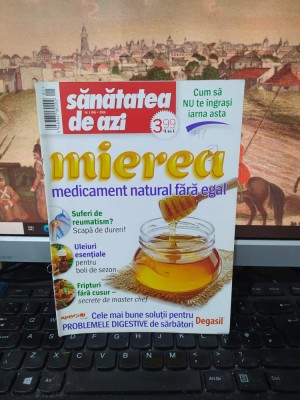 sănătatea
de azi
3,99
Cum să
NU te îngrași
iarna asta
mierea
medicament natural fără egal
Suferi de
reumatism?
Scapă de dureri!
Uleiuri
esențiale
pentru
boli de sezon
Fripturi
fără cusur –
secrete de master chef
Cele mai bune soluții pentru
PROBLEMELE DIGESTIVE de sărbători
Degasil